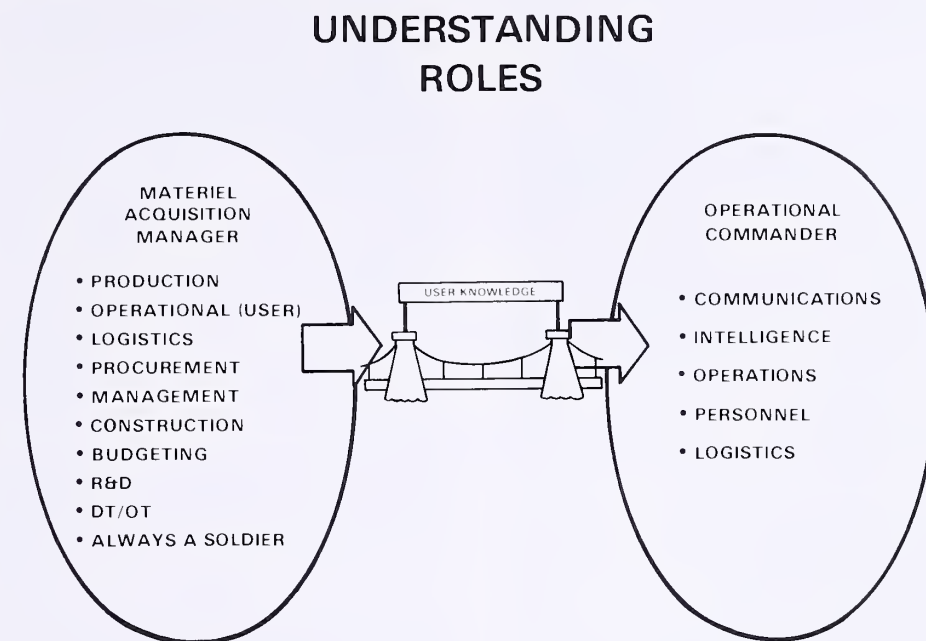 UNDERSTANDING
ROLES
MATERIEL
ACQUISITION
MANAGER
• PRODUCTION
• OPERATIONAL (USER)
• LOGISTICS
• PROCUREMENT
• MANAGEMENT
• CONSTRUCTION
• BUDGETING
• R&D
• DT/OT
• ALWAYS A SOLDIER
USER KNOWLEDGE
OPERATIONAL
COMMANDER
• COMMUNICATIONS
• INTELLIGENCE
• OPERATIONS
• PERSONNEL
• LOGISTICS